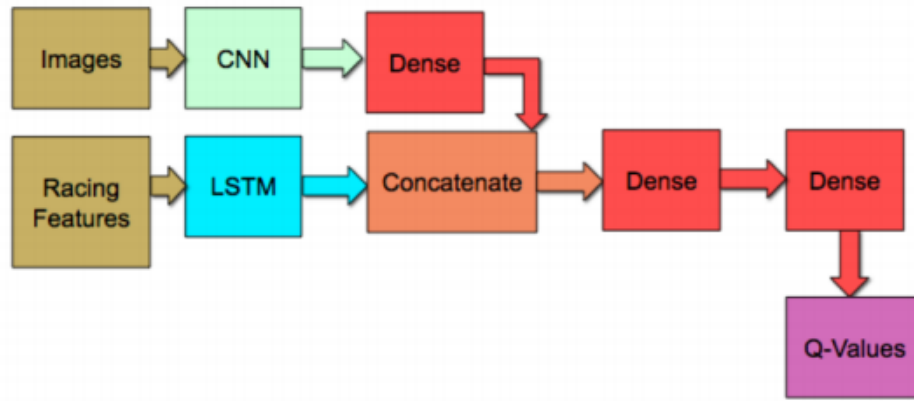 Images
CNN
Dense
Racing
Features
LSTM
Concatenate
Dense
Dense
Q-Values